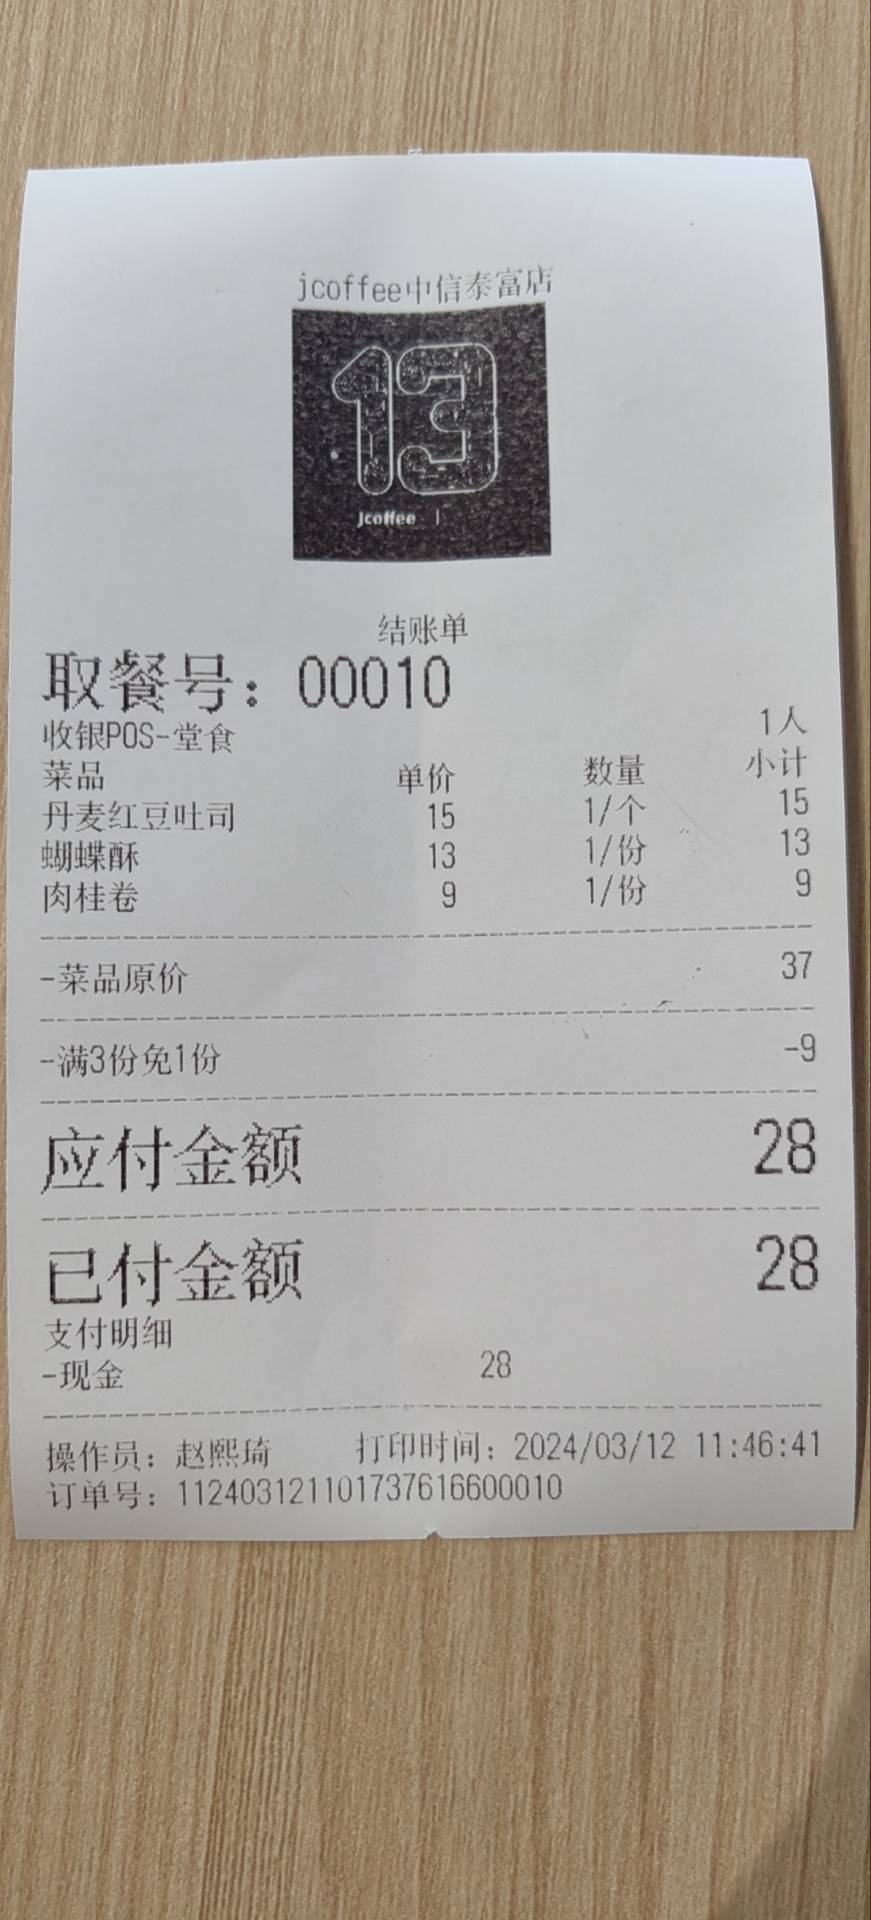 jcoffee中信泰富店
13
Jcoffee |
结账单
取餐号：00010
收银POS-堂食 1人
菜品 单价 数量 小计
丹麦红豆吐司 15 1/个 15
蝴蝶酥 13 1/份 13
肉桂卷 9 1/份 9
-菜品原价 37
-满3份免1份 -9
应付金额 28
已付金额 28
支付明细
-现金 28
操作员：赵熙琦 打印时间：2024/03/12 11:46:41
订单号：1124031211017376166​00010